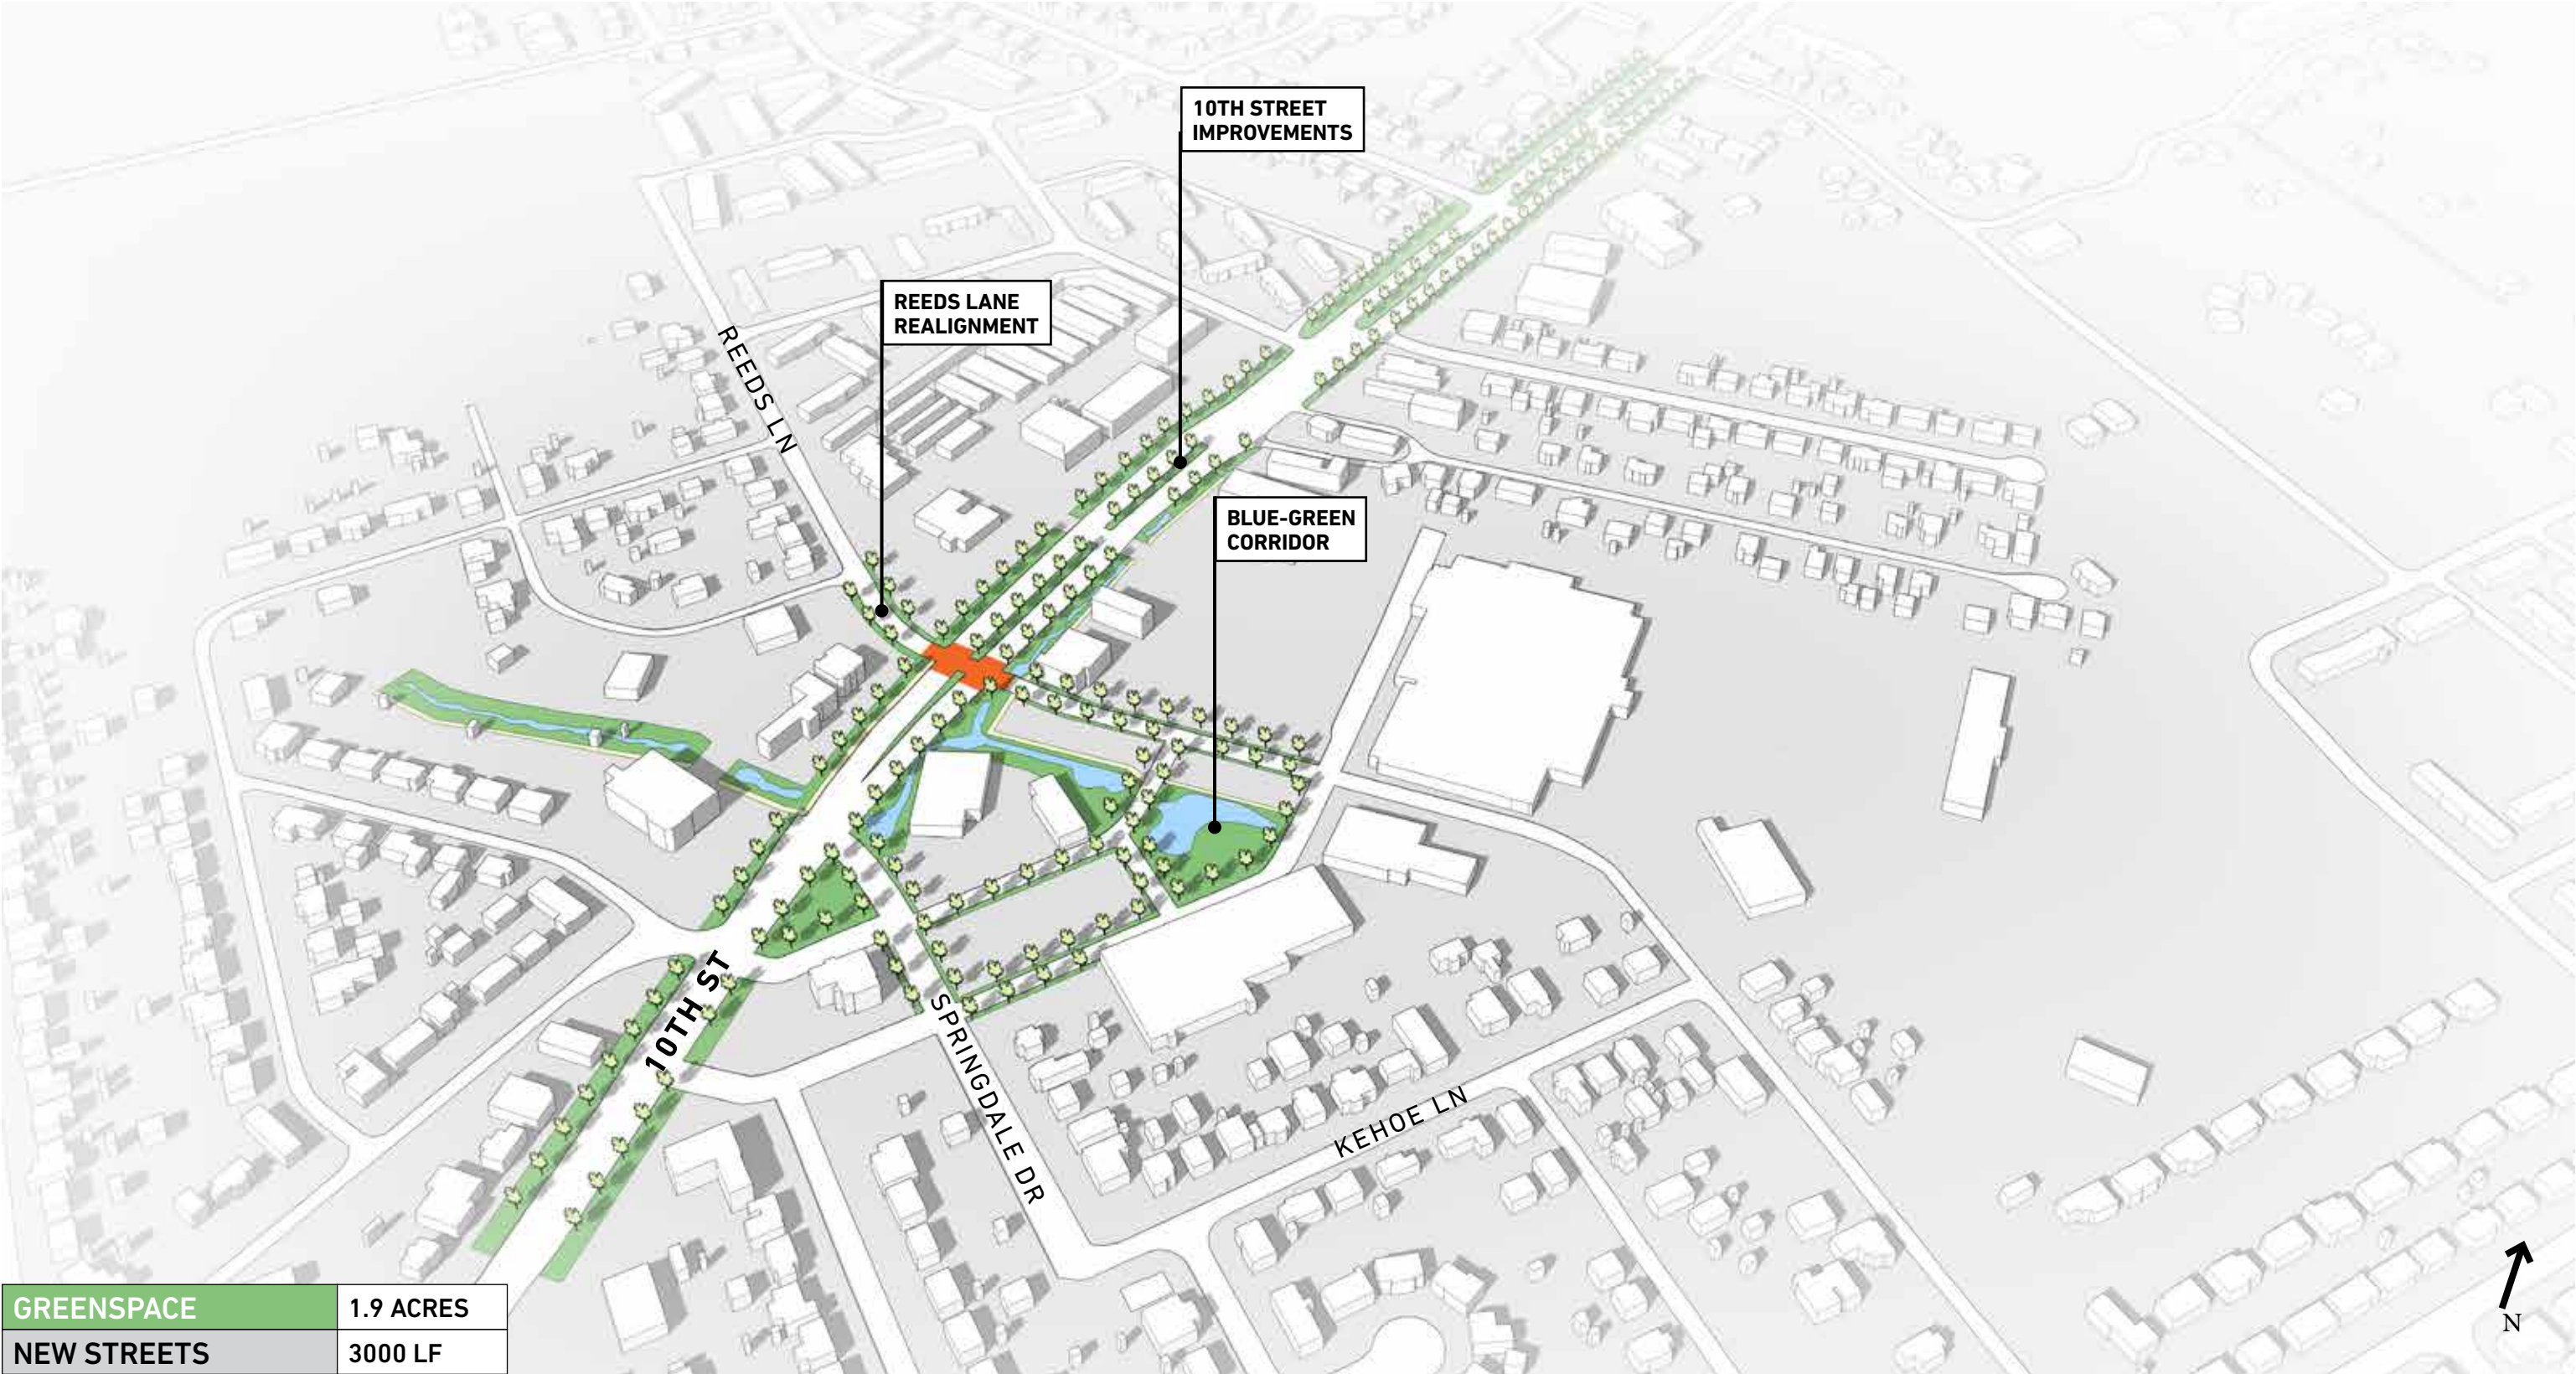 10TH STREET
IMPROVEMENTS
REEDS LANE
REALIGNMENT
REEDS LN
BLUE-GREEN
CORRIDOR
10TH ST
SPRINGDALE DR
KEHOE LN
GREENSPACE 1.9 ACRES
NEW STREETS 3000 LF
N